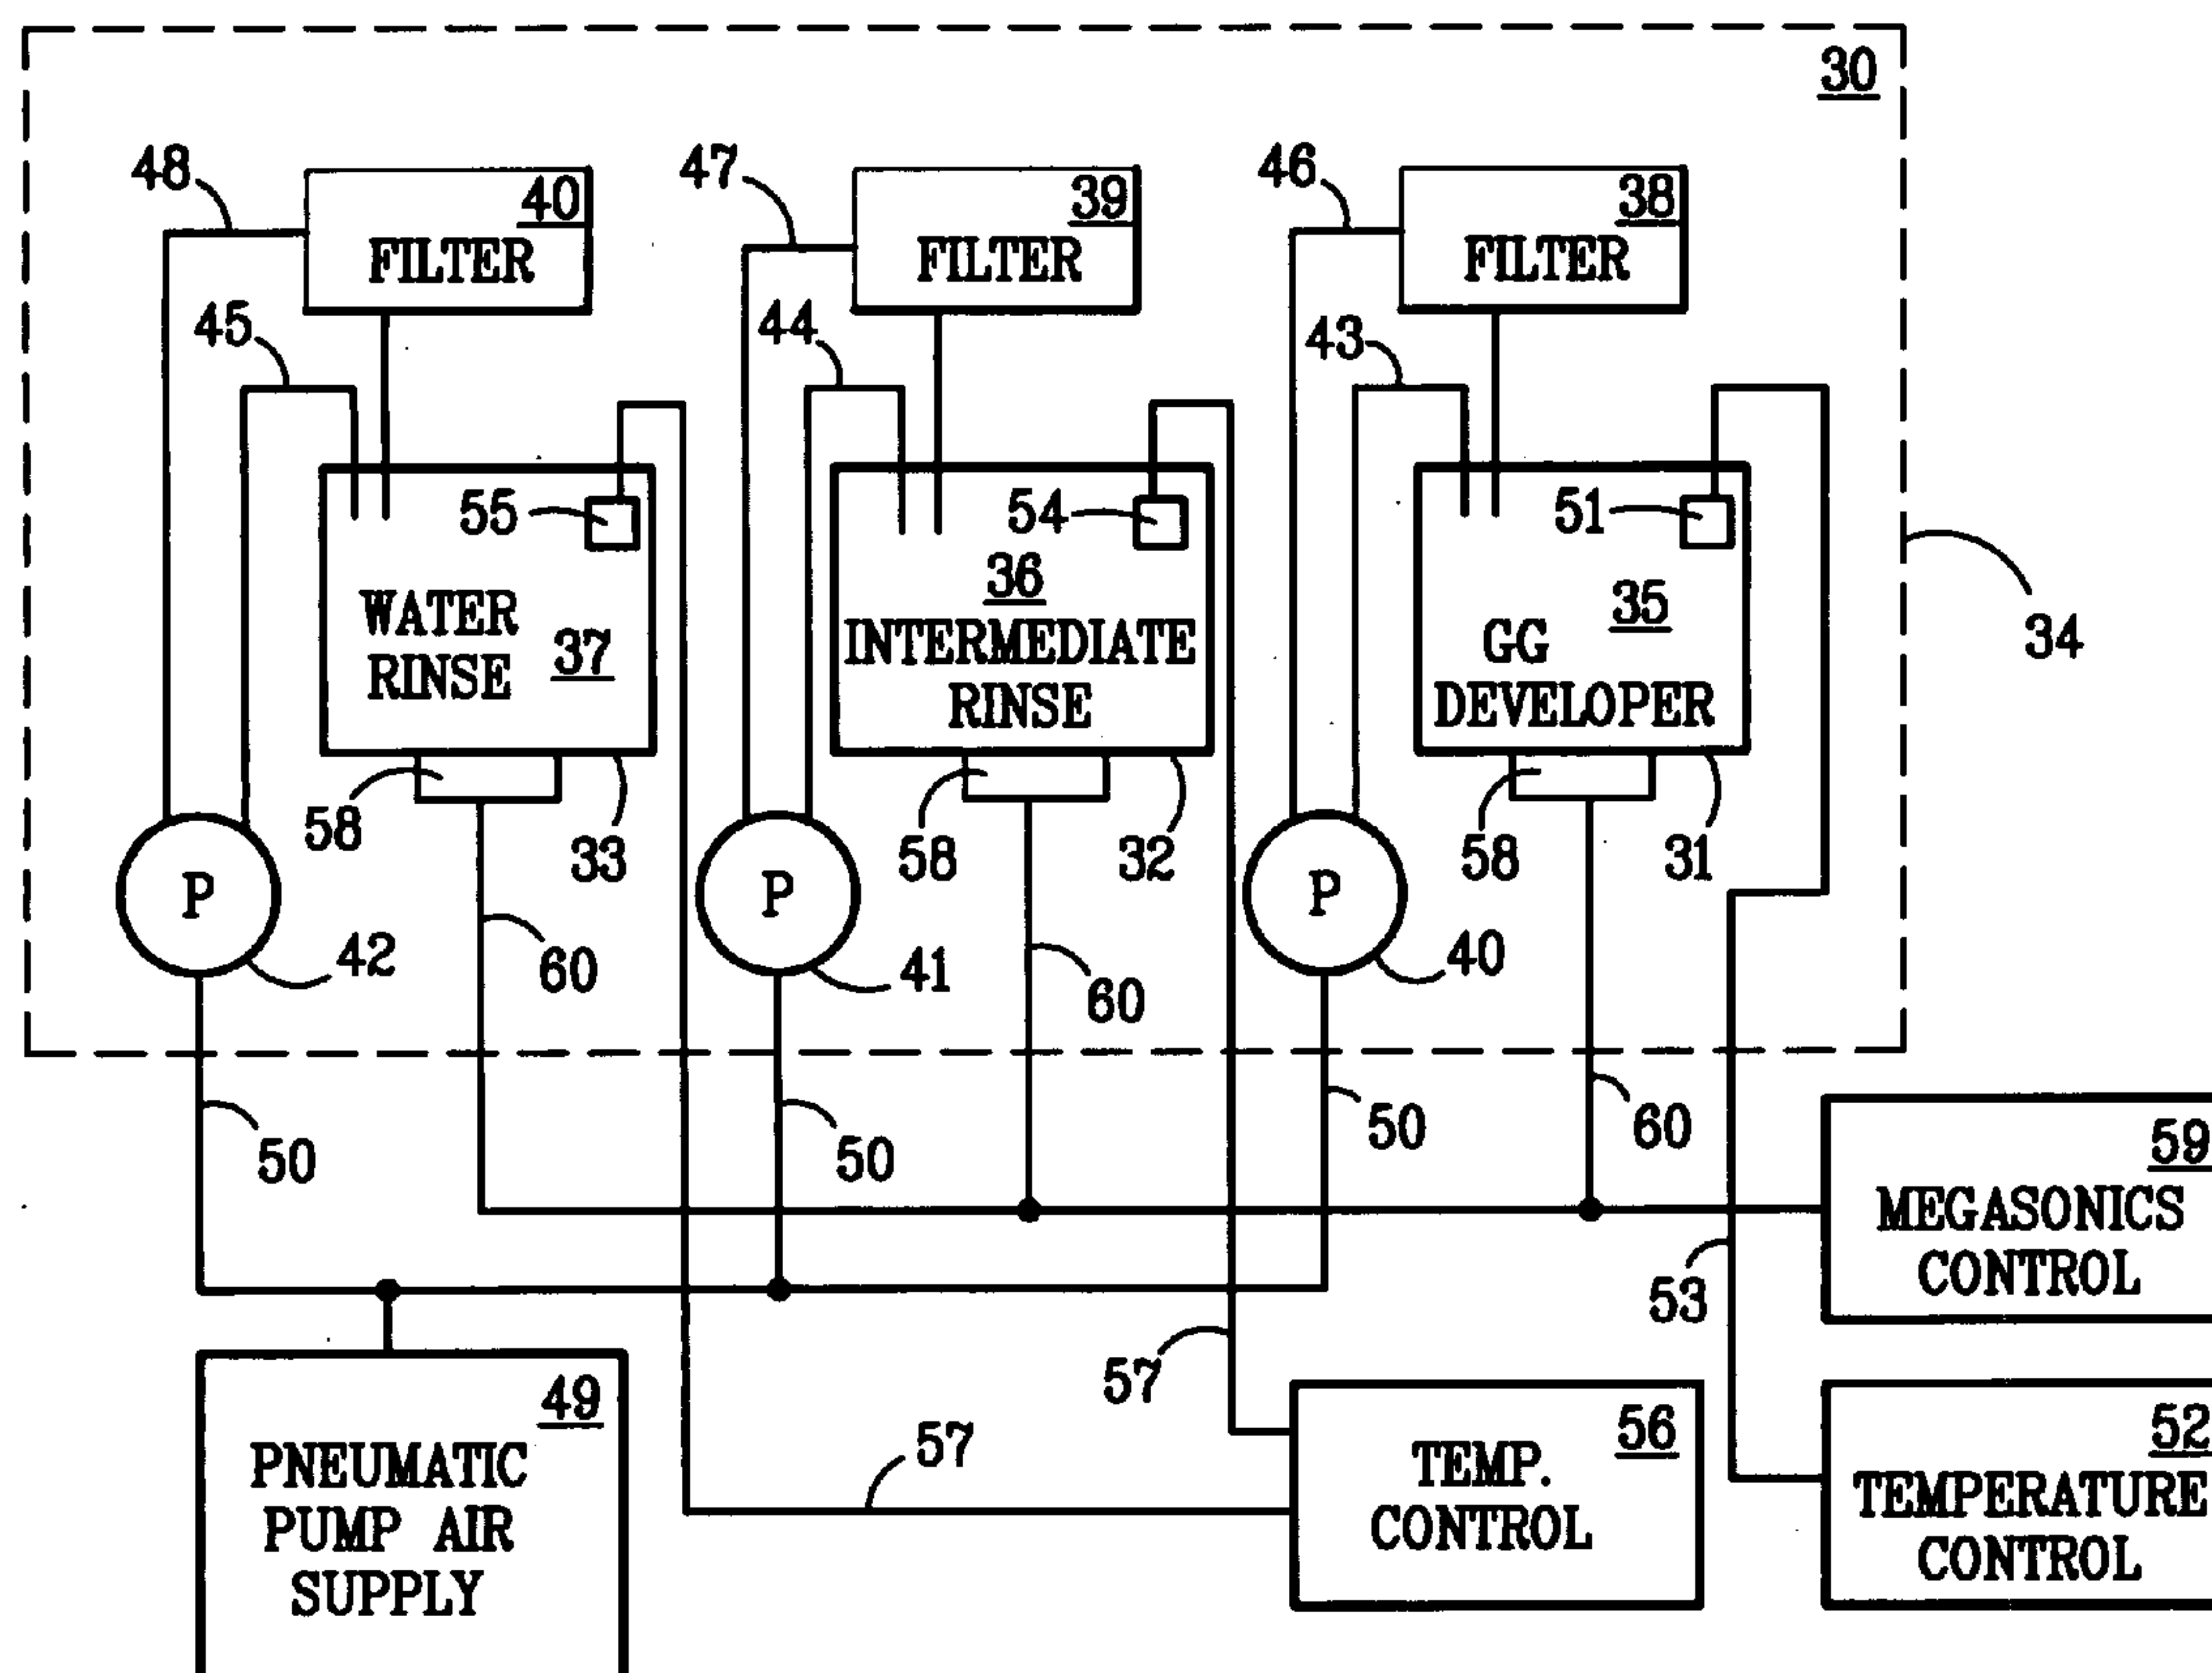 30
48
40
FILTER
47
39
FILTER
46
38
FILTER
45
44
43
55
WATER
RINSE
37
54
36
INTERMEDIATE
RINSE
51
35
GG
DEVELOPER
34
58
33
58
32
58
31
P
42
60
P
41
60
P
40
50
50
50
60
59
MEGASONICS
CONTROL
53
57
49
PNEUMATIC
PUMP AIR
SUPPLY
57
56
TEMP.
CONTROL
52
TEMPERATURE
CONTROL